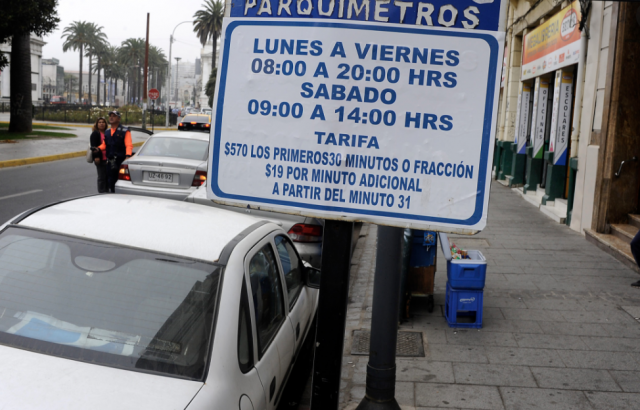 PARQUIMETROS
LUNES A VIERNES
08:00 A 20:00 HRS
SABADO
09:00 A 14:00 HRS
TARIFA
$570 LOS PRIMEROS30 MINUTOS O FRACCIÓN
$19 POR MINUTO ADICIONAL
A PARTIR DEL MINUTO 31
ESCOLARES